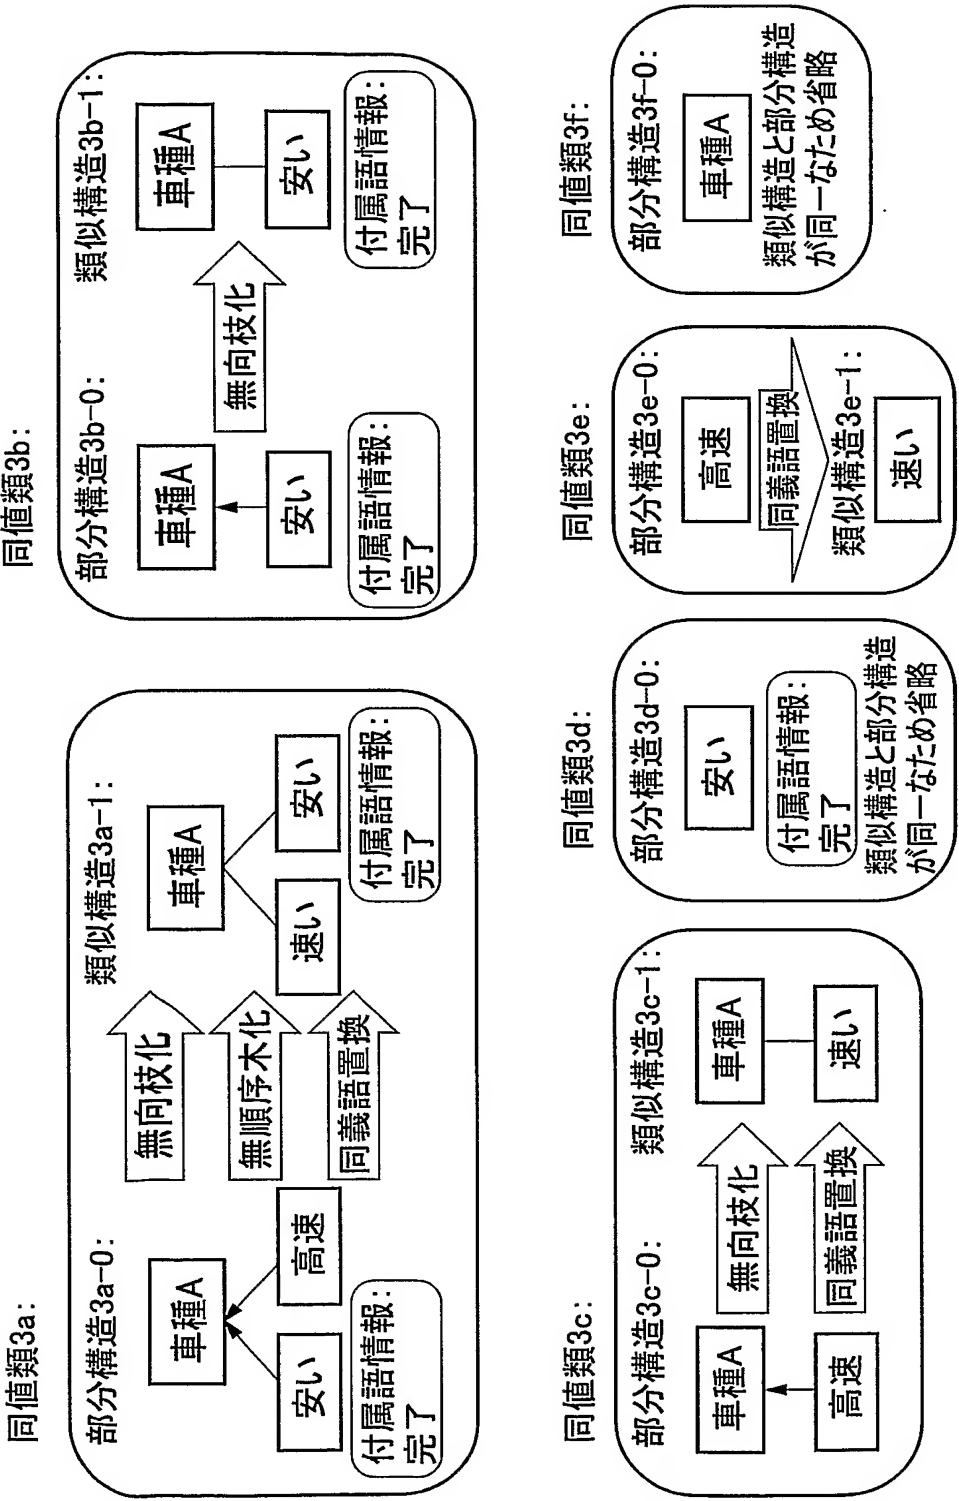 同値類3a:
部分構造3a-0:
車種A
安い
高速
付属語情報:
完了
無向枝化
無順序木化
同義語置換
類似構造3a-1:
車種A
速い
安い
付属語情報:
完了
同値類3b:
部分構造3b-0:
車種A
安い
付属語情報:
完了
無向枝化
類似構造3b-1:
車種A
安い
付属語情報:
完了
同値類3c:
部分構造3c-0:
車種A
高速
無向枝化
同義語置換
類似構造3c-1:
車種A
速い
同値類3d:
部分構造3d-0:
安い
付属語情報:
完了
類似構造と部分構造
が同一なため省略
同値類3e:
部分構造3e-0:
高速
同義語置換
類似構造3e-1:
速い
同値類3f:
部分構造3f-0:
車種A
類似構造と部分構造
が同一なため省略